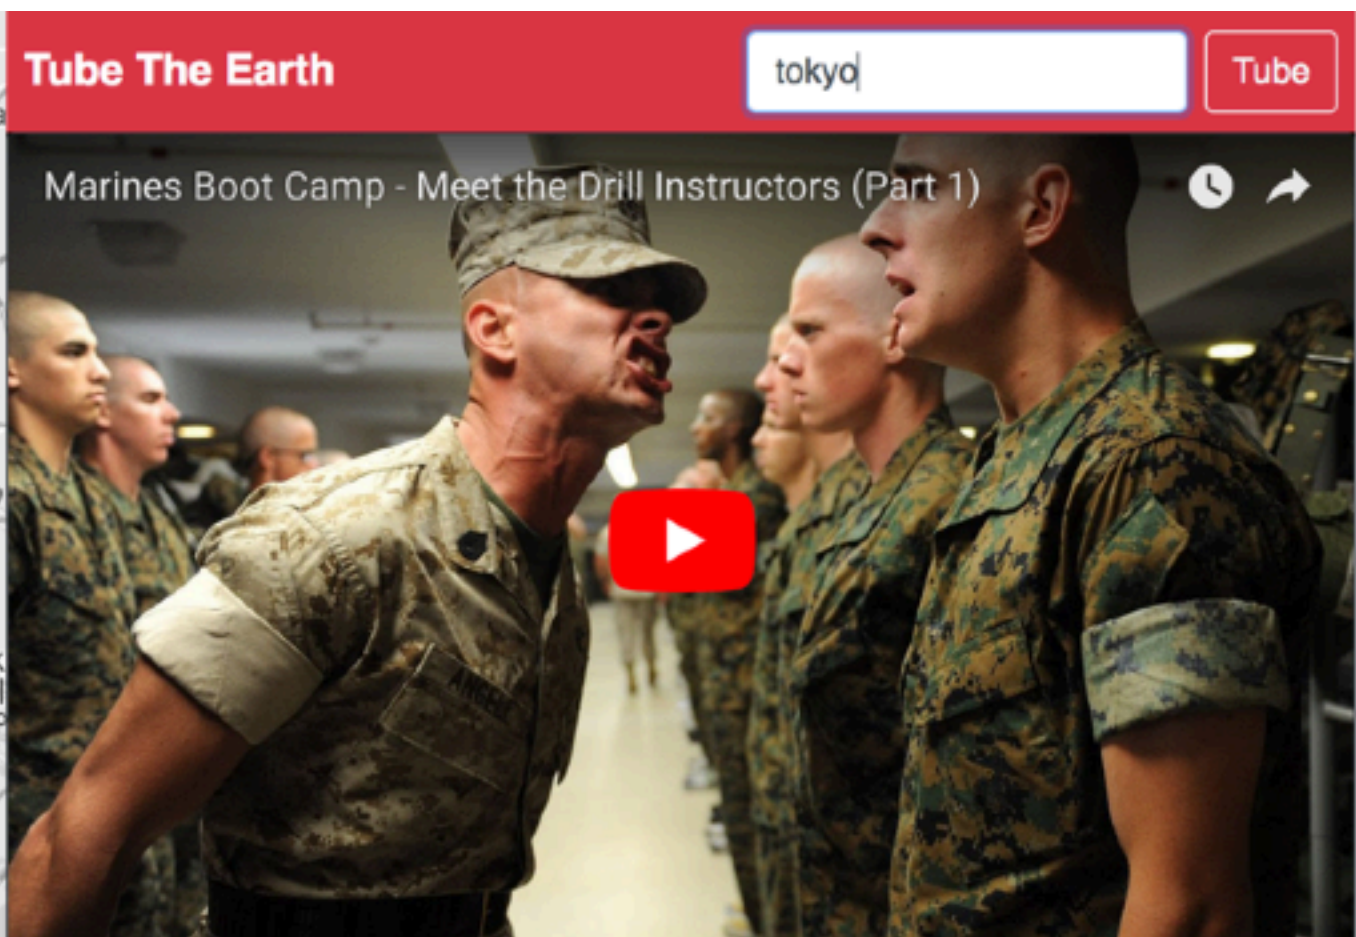 Tube The Earth
tokyo
Tube
Marines Boot Camp - Meet the Drill Instructors (Part 1)